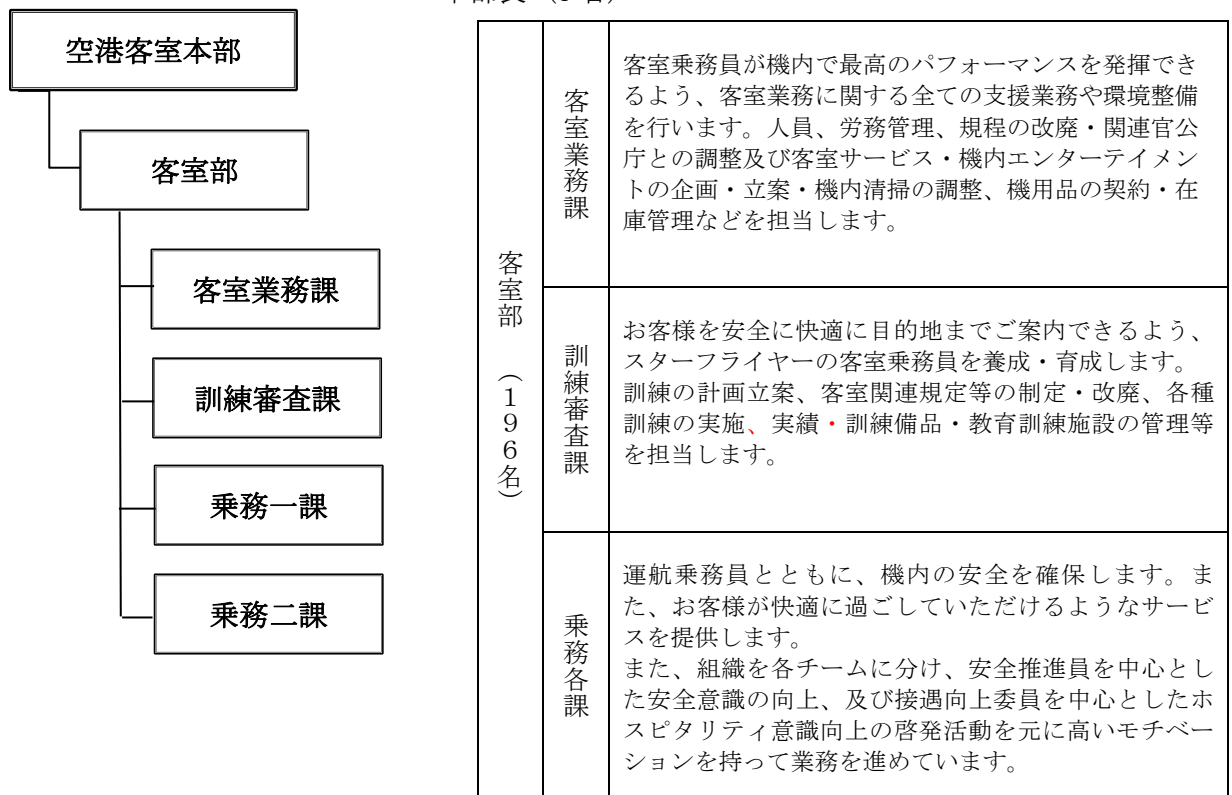 空港客室本部
客室部
客室業務課
訓練審査課
乗務一課
乗務二課
客室部（196名）
客室業務課
客室乗務員が機内で最高のパフォーマンスを発揮でき
るよう、客室業務に関する全ての支援業務や環境整備
を行います。人員、労務管理、規程の改廃・関連官公
庁との調整及び客室サービス・機内エンターテイメン
トの企画・立案・機内清掃の調整、機用品の契約・在
庫管理などを担当します。
訓練審査課
お客様を安全に快適に目的地までご案内できるよう、
スターフライヤーの客室乗務員を養成・育成します。
訓練の計画立案、客室関連規定等の制定・改廃、各種
訓練の実施、実績・訓練備品・教育訓練施設の管理等
を担当します。
乗務各課
運航乗務員とともに、機内の安全を確保します。ま
た、お客様が快適に過ごしていただけるようなサービ
スを提供します。
また、組織を各チームに分け、安全推進員を中心とし
た安全意識の向上、及び接遇向上委員を中心としたホ
スピタリティ意識向上の啓発活動を元に高いモチベー
ションを持って業務を進めています。